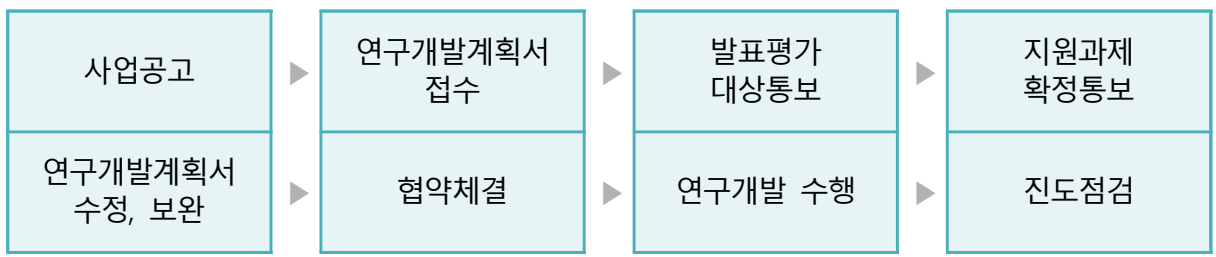 사업공고
연구개발계획서
접수
발표평가
대상통보
지원과제
확정통보
연구개발계획서
수정, 보완
협약체결
연구개발 수행
진도점검